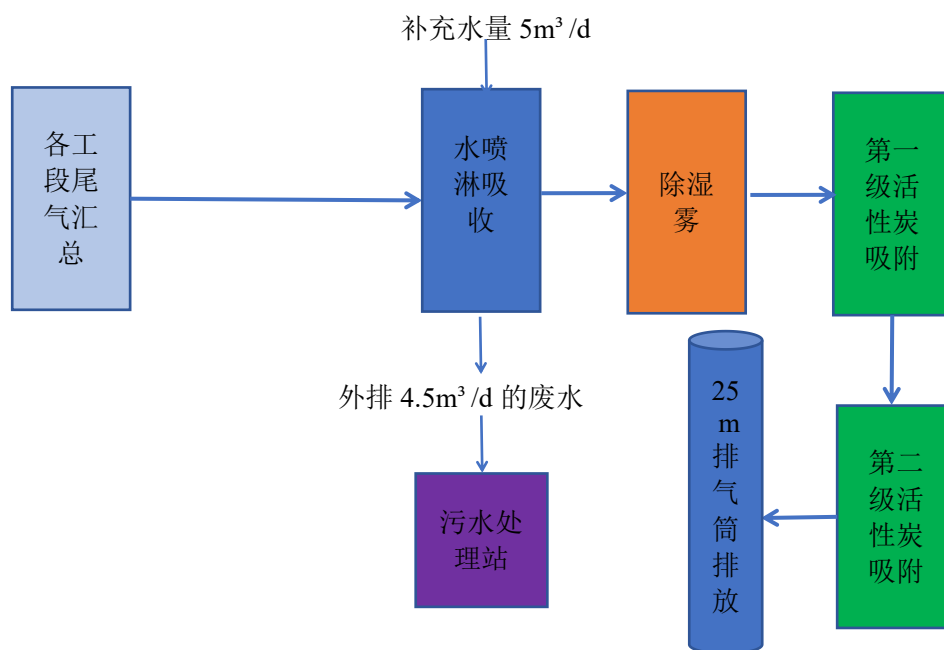 补充水量 5m³ /d
各工
段尾
气汇
总
水喷
淋吸
收
除湿
雾
第一
级活
性炭
吸附
外排 4.5m³ /d 的废水
污水处
理站
25
m
排
气
筒
排
放
第二
级活
性炭
吸附